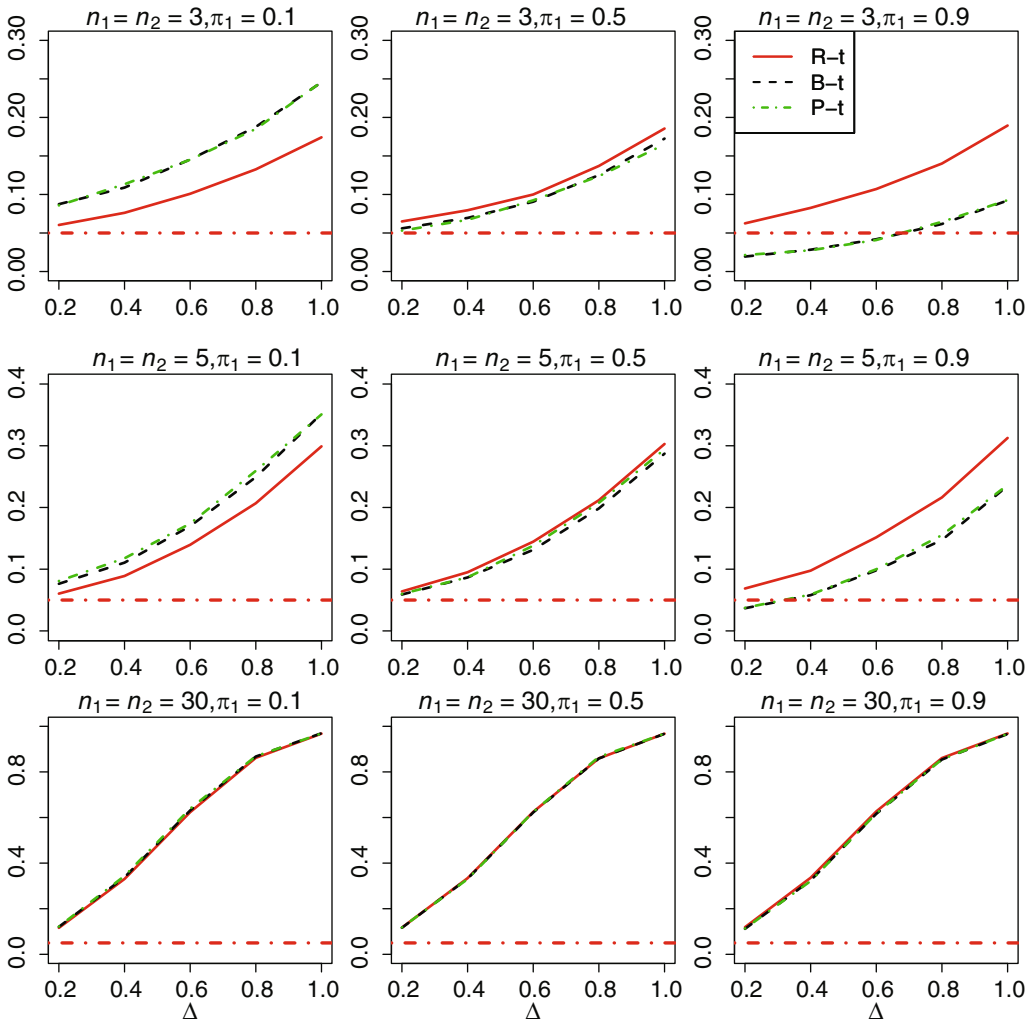 n₁ = n₂ = 3,π₁ = 0.1
0.00 0.10 0.20 0.30
0.2 0.4 0.6 0.8 1.0
n₁ = n₂ = 3,π₁ = 0.5
0.00 0.10 0.20 0.30
0.2 0.4 0.6 0.8 1.0
n₁ = n₂ = 3,π₁ = 0.9
R−t
B−t
P−t
0.00 0.10 0.20 0.30
0.2 0.4 0.6 0.8 1.0
n₁ = n₂ = 5,π₁ = 0.1
0.0 0.1 0.2 0.3 0.4
0.2 0.4 0.6 0.8 1.0
n₁ = n₂ = 5,π₁ = 0.5
0.0 0.1 0.2 0.3 0.4
0.2 0.4 0.6 0.8 1.0
n₁ = n₂ = 5,π₁ = 0.9
0.0 0.1 0.2 0.3 0.4
0.2 0.4 0.6 0.8 1.0
n₁ = n₂ = 30,π₁ = 0.1
0.0 0.4 0.8
0.2 0.4 0.6 0.8 1.0
Δ
n₁ = n₂ = 30,π₁ = 0.5
0.0 0.4 0.8
0.2 0.4 0.6 0.8 1.0
Δ
n₁ = n₂ = 30,π₁ = 0.9
0.0 0.4 0.8
0.2 0.4 0.6 0.8 1.0
Δ